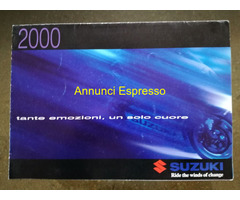 2000
Annunci Espresso
tante emozioni, un solo cuore
SUZUKI
Ride the winds of change